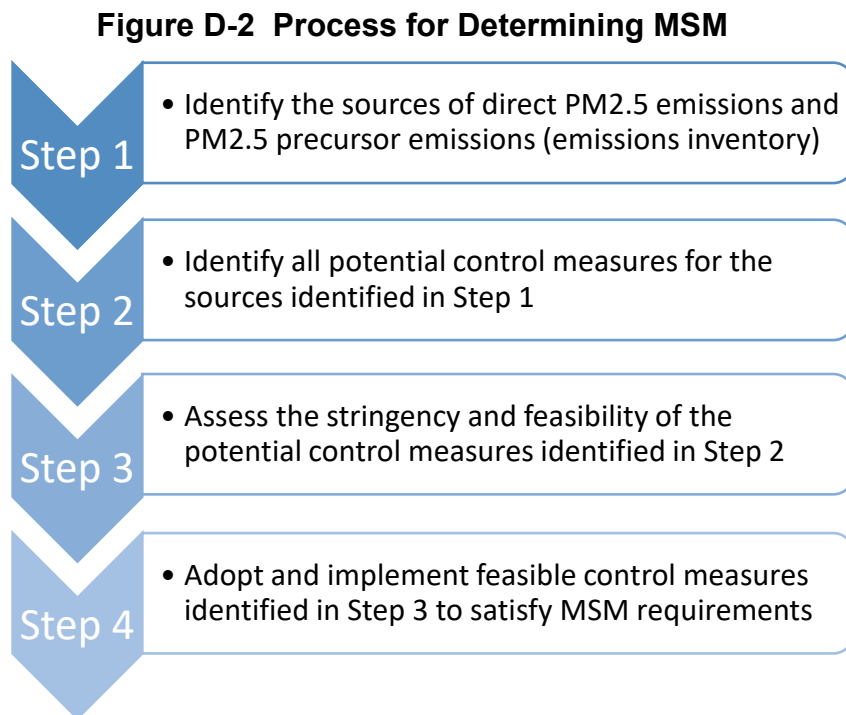 Figure D-2  Process for Determining MSM
Step 1
• Identify the sources of direct PM2.5 emissions and
PM2.5 precursor emissions (emissions inventory)
Step 2
• Identify all potential control measures for the
sources identified in Step 1
Step 3
• Assess the stringency and feasibility of the
potential control measures identified in Step 2
Step 4
• Adopt and implement feasible control measures
identified in Step 3 to satisfy MSM requirements